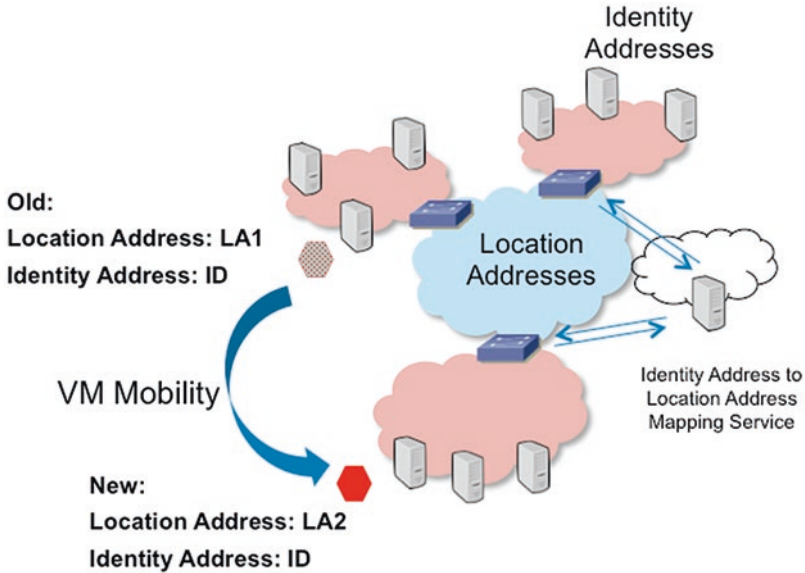 Identity
Addresses
Old:
Location Address: LA1
Identity Address: ID
Location
Addresses
VM Mobility
Identity Address to
Location Address
Mapping Service
New:
Location Address: LA2
Identity Address: ID